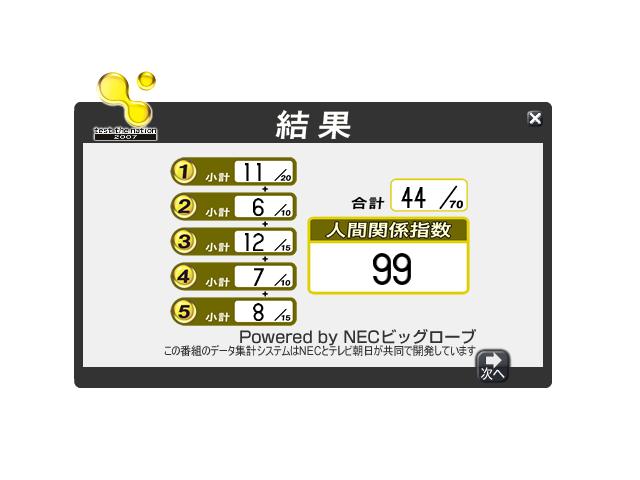 test-the-nation
2007
結果
1 小計 11 /20
+
2 小計 6 /10
+
3 小計 12 /15
+
4 小計 7 /10
+
5 小計 8 /15
合計 44 /70
人間関係指数
99
Powered by NECビッグローブ
この番組のデータ集計システムはNECとテレビ朝日が共同で開発しています
次へ